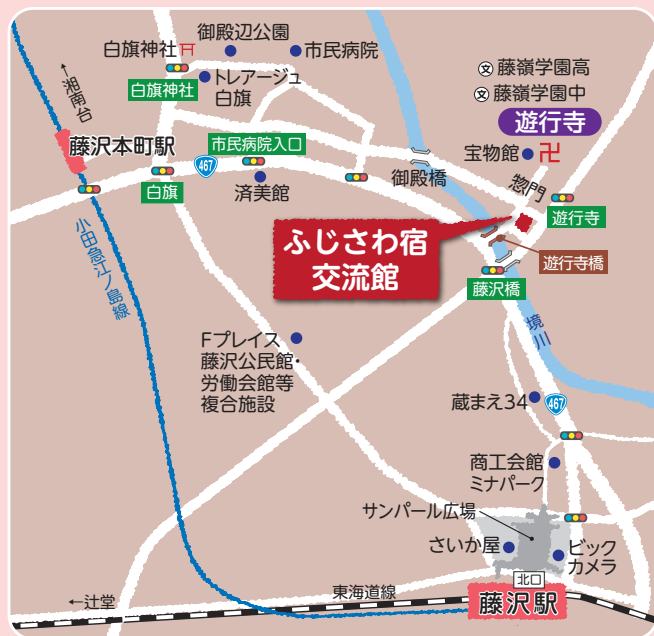 御殿辺公園
白旗神社
市民病院
←湘南台
白旗神社
トレアージュ
白旗
藤嶺学園高
藤嶺学園中
遊行寺
宝物館
藤沢本町駅
市民病院入口
467
白旗
済美館
御殿橋
惣門
遊行寺
ふじさわ宿
交流館
遊行寺橋
藤沢橋
小田急江ノ島線
境川
Fプレイス
藤沢公民館・
労働会館等
複合施設
蔵まえ34
467
商工会館
ミナパーク
サンパール広場
さいか屋
ビック
カメラ
北口
←辻堂
東海道線
藤沢駅